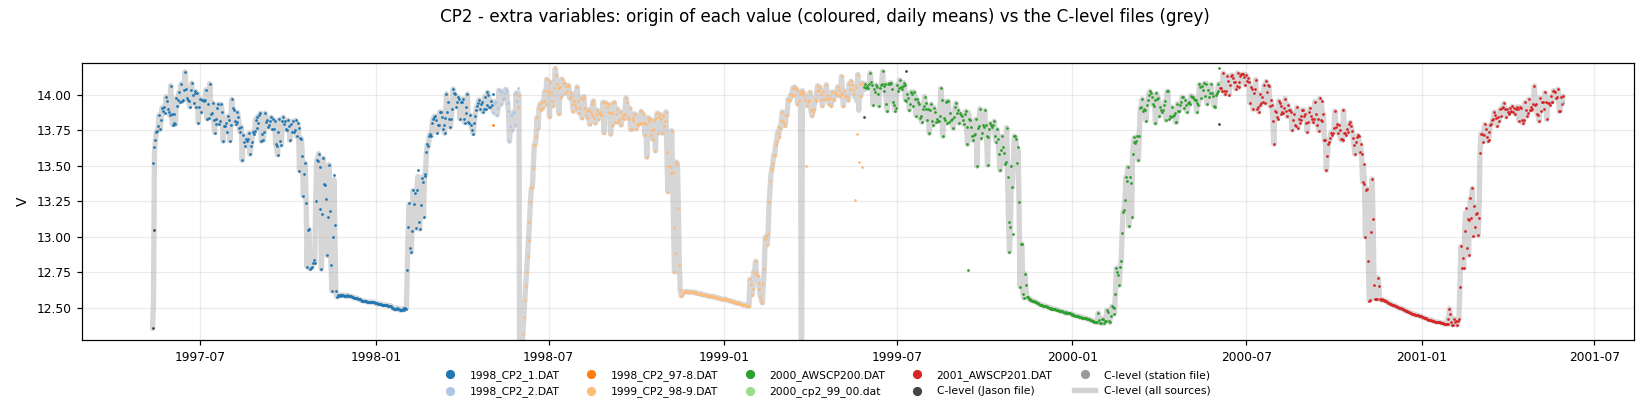 CP2 - extra variables: origin of each value (coloured, daily means) vs the C-level files (grey)
14.00
13.75
13.50
13.25
13.00
12.75
12.50
V
1997-07 1998-01 1998-07 1999-01 1999-07 2000-01 2000-07 2001-01 2001-07
1998_CP2_1.DAT 1998_CP2_97-8.DAT 2000_AWSCP200.DAT 2001_AWSCP201.DAT C-level (station file)
1998_CP2_2.DAT 1999_CP2_98-9.DAT 2000_cp2_99_00.dat C-level (Jason file) C-level (all sources)